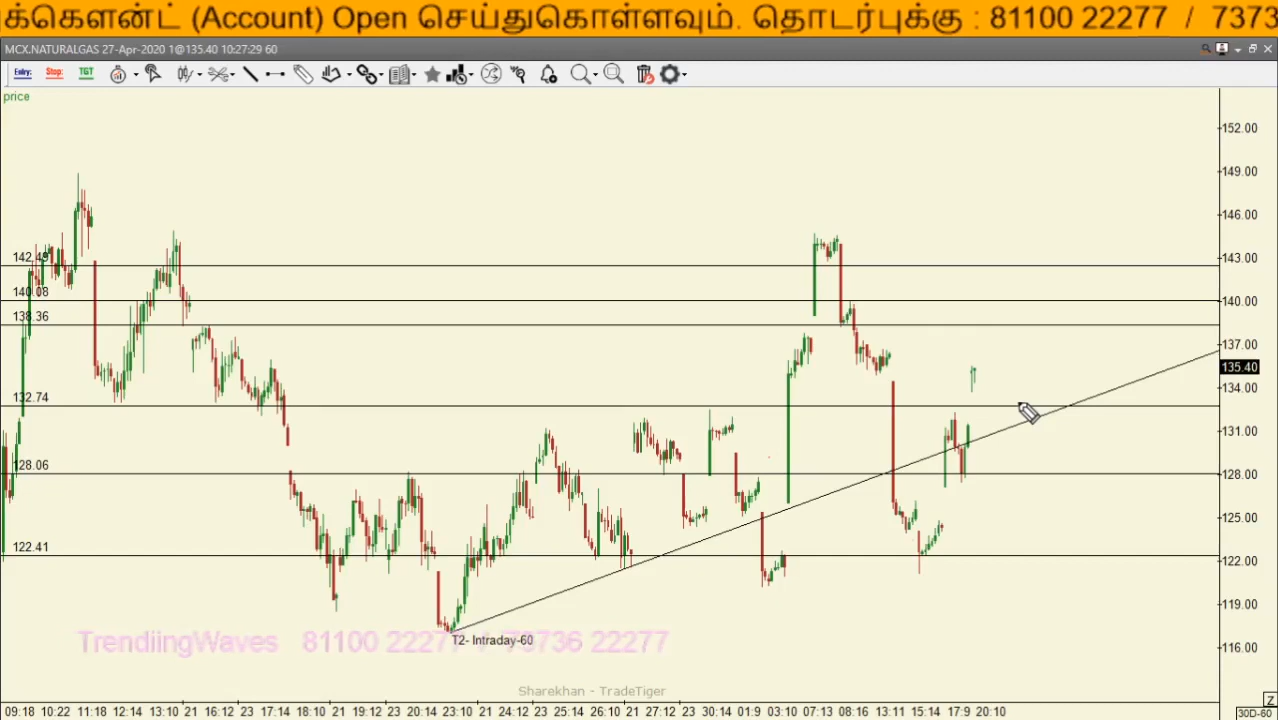 க்கௌன்ட் (Account) Open செய்துகொள்ளவும். தொடர்புக்கு : 81100 22277 / 7373
MCX.NATURALGAS 27-Apr-2020 1@135.40 10:27:29 60
Entry: Stop: TGT
price
152.00
149.00
146.00
143.00
142.49
140.08
140.00
138.36
137.00
135.40
134.00
132.74
131.00
128.06
128.00
125.00
122.41
122.00
119.00
116.00
TrendiingWaves 81100 22277 / 73736 22277
T2- Intraday-60
Sharekhan - TradeTiger
Z
09:18 10:22 11:18 12:14 13:10 21 16:12 23 17:14 18:10 21 19:12 23 20:14 23:10 21 24:12 23 25:14 26:10 21 27:12 23 30:14 01:9 03:10 07:13 08:16 13:11 15:14 17:9 20:10 30D-60